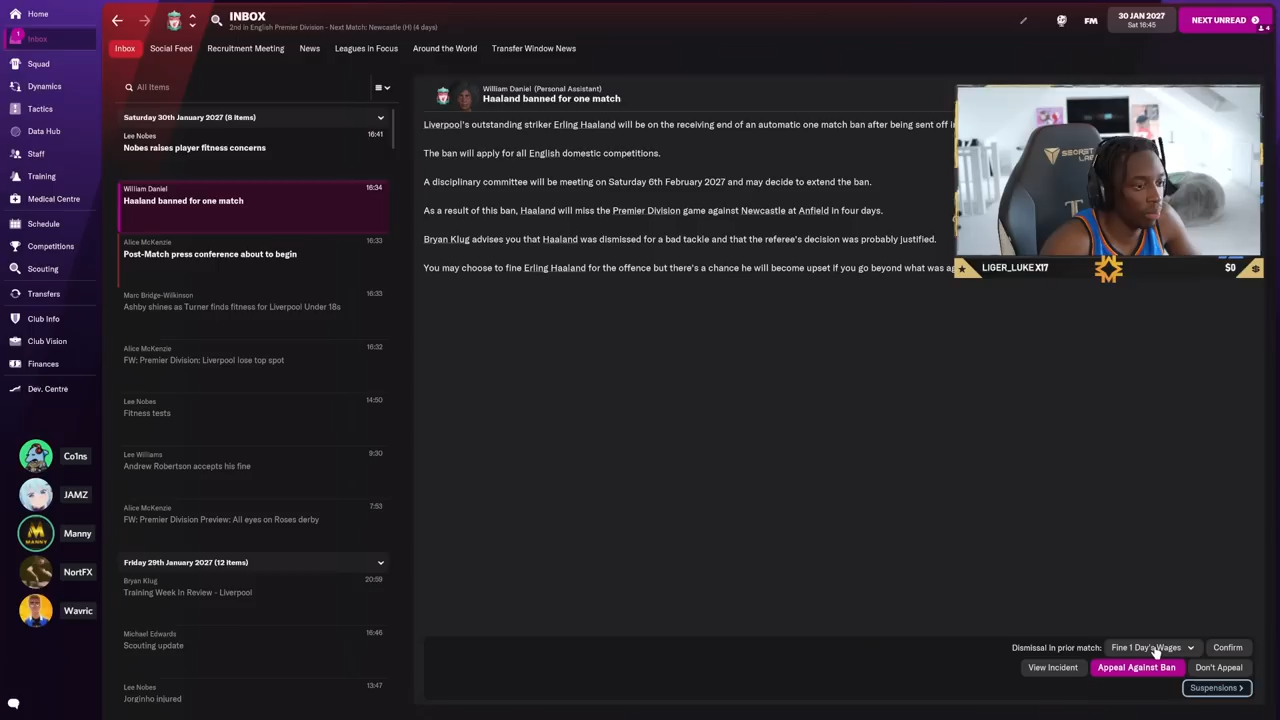 Home
INBOX
2nd in English Premier Division - Next Match: Newcastle (H) (4 days)
FM
30 JAN 2027
Sat 16:45
NEXT UNREAD
4
1
Inbox
Squad
Dynamics
Tactics
Data Hub
Staff
Training
Medical Centre
Schedule
Competitions
Scouting
Transfers
Club Info
Club Vision
Finances
Dev. Centre
Co1ns
JAMZ
MANNY
Manny
NortFX
Wavric
Inbox
Social Feed
Recruitment Meeting
News
Leagues in Focus
Around the World
Transfer Window News
All Items
Saturday 30th January 2027 (8 items)
Lee Nobes
16:41
Nobes raises player fitness concerns
William Daniel
16:34
Haaland banned for one match
Alice McKenzie
16:33
Post-Match press conference about to begin
Marc Bridge-Wilkinson
16:33
Ashby shines as Turner finds fitness for Liverpool Under 18s
Alice McKenzie
16:32
FW: Premier Division: Liverpool lose top spot
Lee Nobes
14:50
Fitness tests
Lee Williams
9:30
Andrew Robertson accepts his fine
Alice McKenzie
7:53
FW: Premier Division Preview: All eyes on Roses derby
Friday 29th January 2027 (12 items)
Bryan Klug
20:59
Training Week In Review - Liverpool
Michael Edwards
16:46
Scouting update
Lee Nobes
13:47
Jorginho injured
William Daniel (Personal Assistant)
Haaland banned for one match
Liverpool's outstanding striker Erling Haaland will be on the receiving end of an automatic one match ban after being sent off in
The ban will apply for all English domestic competitions.
A disciplinary committee will be meeting on Saturday 6th February 2027 and may decide to extend the ban.
As a result of this ban, Haaland will miss the Premier Division game against Newcastle at Anfield in four days.
Bryan Klug advises you that Haaland was dismissed for a bad tackle and that the referee's decision was probably justified.
You may choose to fine Erling Haaland for the offence but there's a chance he will become upset if you go beyond what was
SECRET
LIGER_LUKE X17
$0
Dismissal in prior match:
Fine 1 Day's Wages
Confirm
View Incident
Appeal Against Ban
Don't Appeal
Suspensions